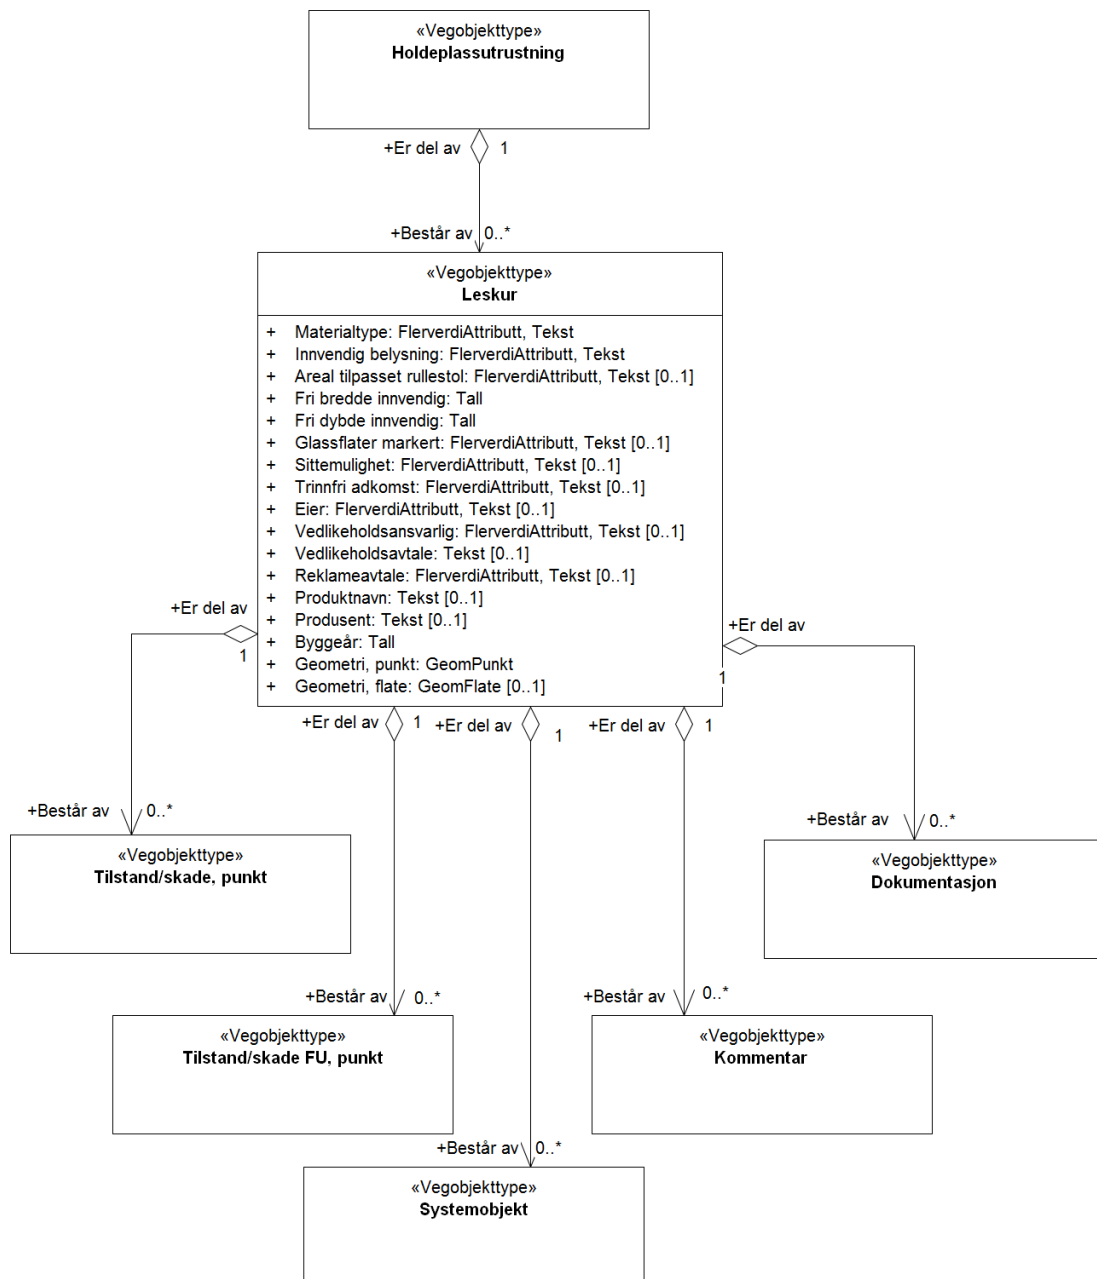 «Vegobjekttype»
Holdeplassutrustning
+Er del av
1
+Består av
0..*
«Vegobjekttype»
Leskur
+ Materialtype: FlerverdiAttributt, Tekst
+ Innvendig belysning: FlerverdiAttributt, Tekst
+ Areal tilpasset rullestol: FlerverdiAttributt, Tekst [0..1]
+ Fri bredde innvendig: Tall
+ Fri dybde innvendig: Tall
+ Glassflater markert: FlerverdiAttributt, Tekst [0..1]
+ Sittemulighet: FlerverdiAttributt, Tekst [0..1]
+ Trinnfri adkomst: FlerverdiAttributt, Tekst [0..1]
+ Eier: FlerverdiAttributt, Tekst [0..1]
+ Vedlikeholdsansvarlig: FlerverdiAttributt, Tekst [0..1]
+ Vedlikeholdsavtale: Tekst [0..1]
+ Reklameavtale: FlerverdiAttributt, Tekst [0..1]
+ Produktnavn: Tekst [0..1]
+ Produsent: Tekst [0..1]
+ Byggeår: Tall
+ Geometri, punkt: GeomPunkt
+ Geometri, flate: GeomFlate [0..1]
+Er del av
1
+Er del av
1
+Er del av
1
+Er del av
1
+Er del av
1
+Består av
0..*
«Vegobjekttype»
Tilstand/skade, punkt
+Består av
0..*
«Vegobjekttype»
Dokumentasjon
+Består av
0..*
«Vegobjekttype»
Tilstand/skade FU, punkt
+Består av
0..*
«Vegobjekttype»
Kommentar
+Består av
0..*
«Vegobjekttype»
Systemobjekt